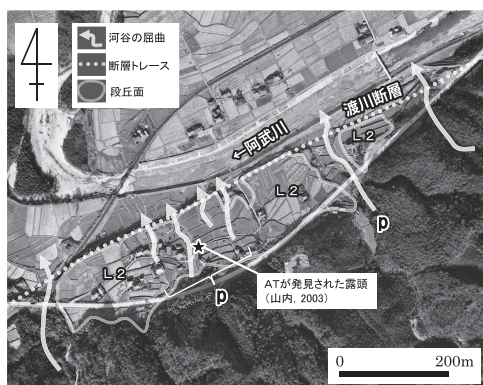 河谷の屈曲
断層トレース
段丘面
渡川断層
←阿武川
L2
L2
L2
p
p
ATが発見された露頭
(山内, 2003)
0 200m